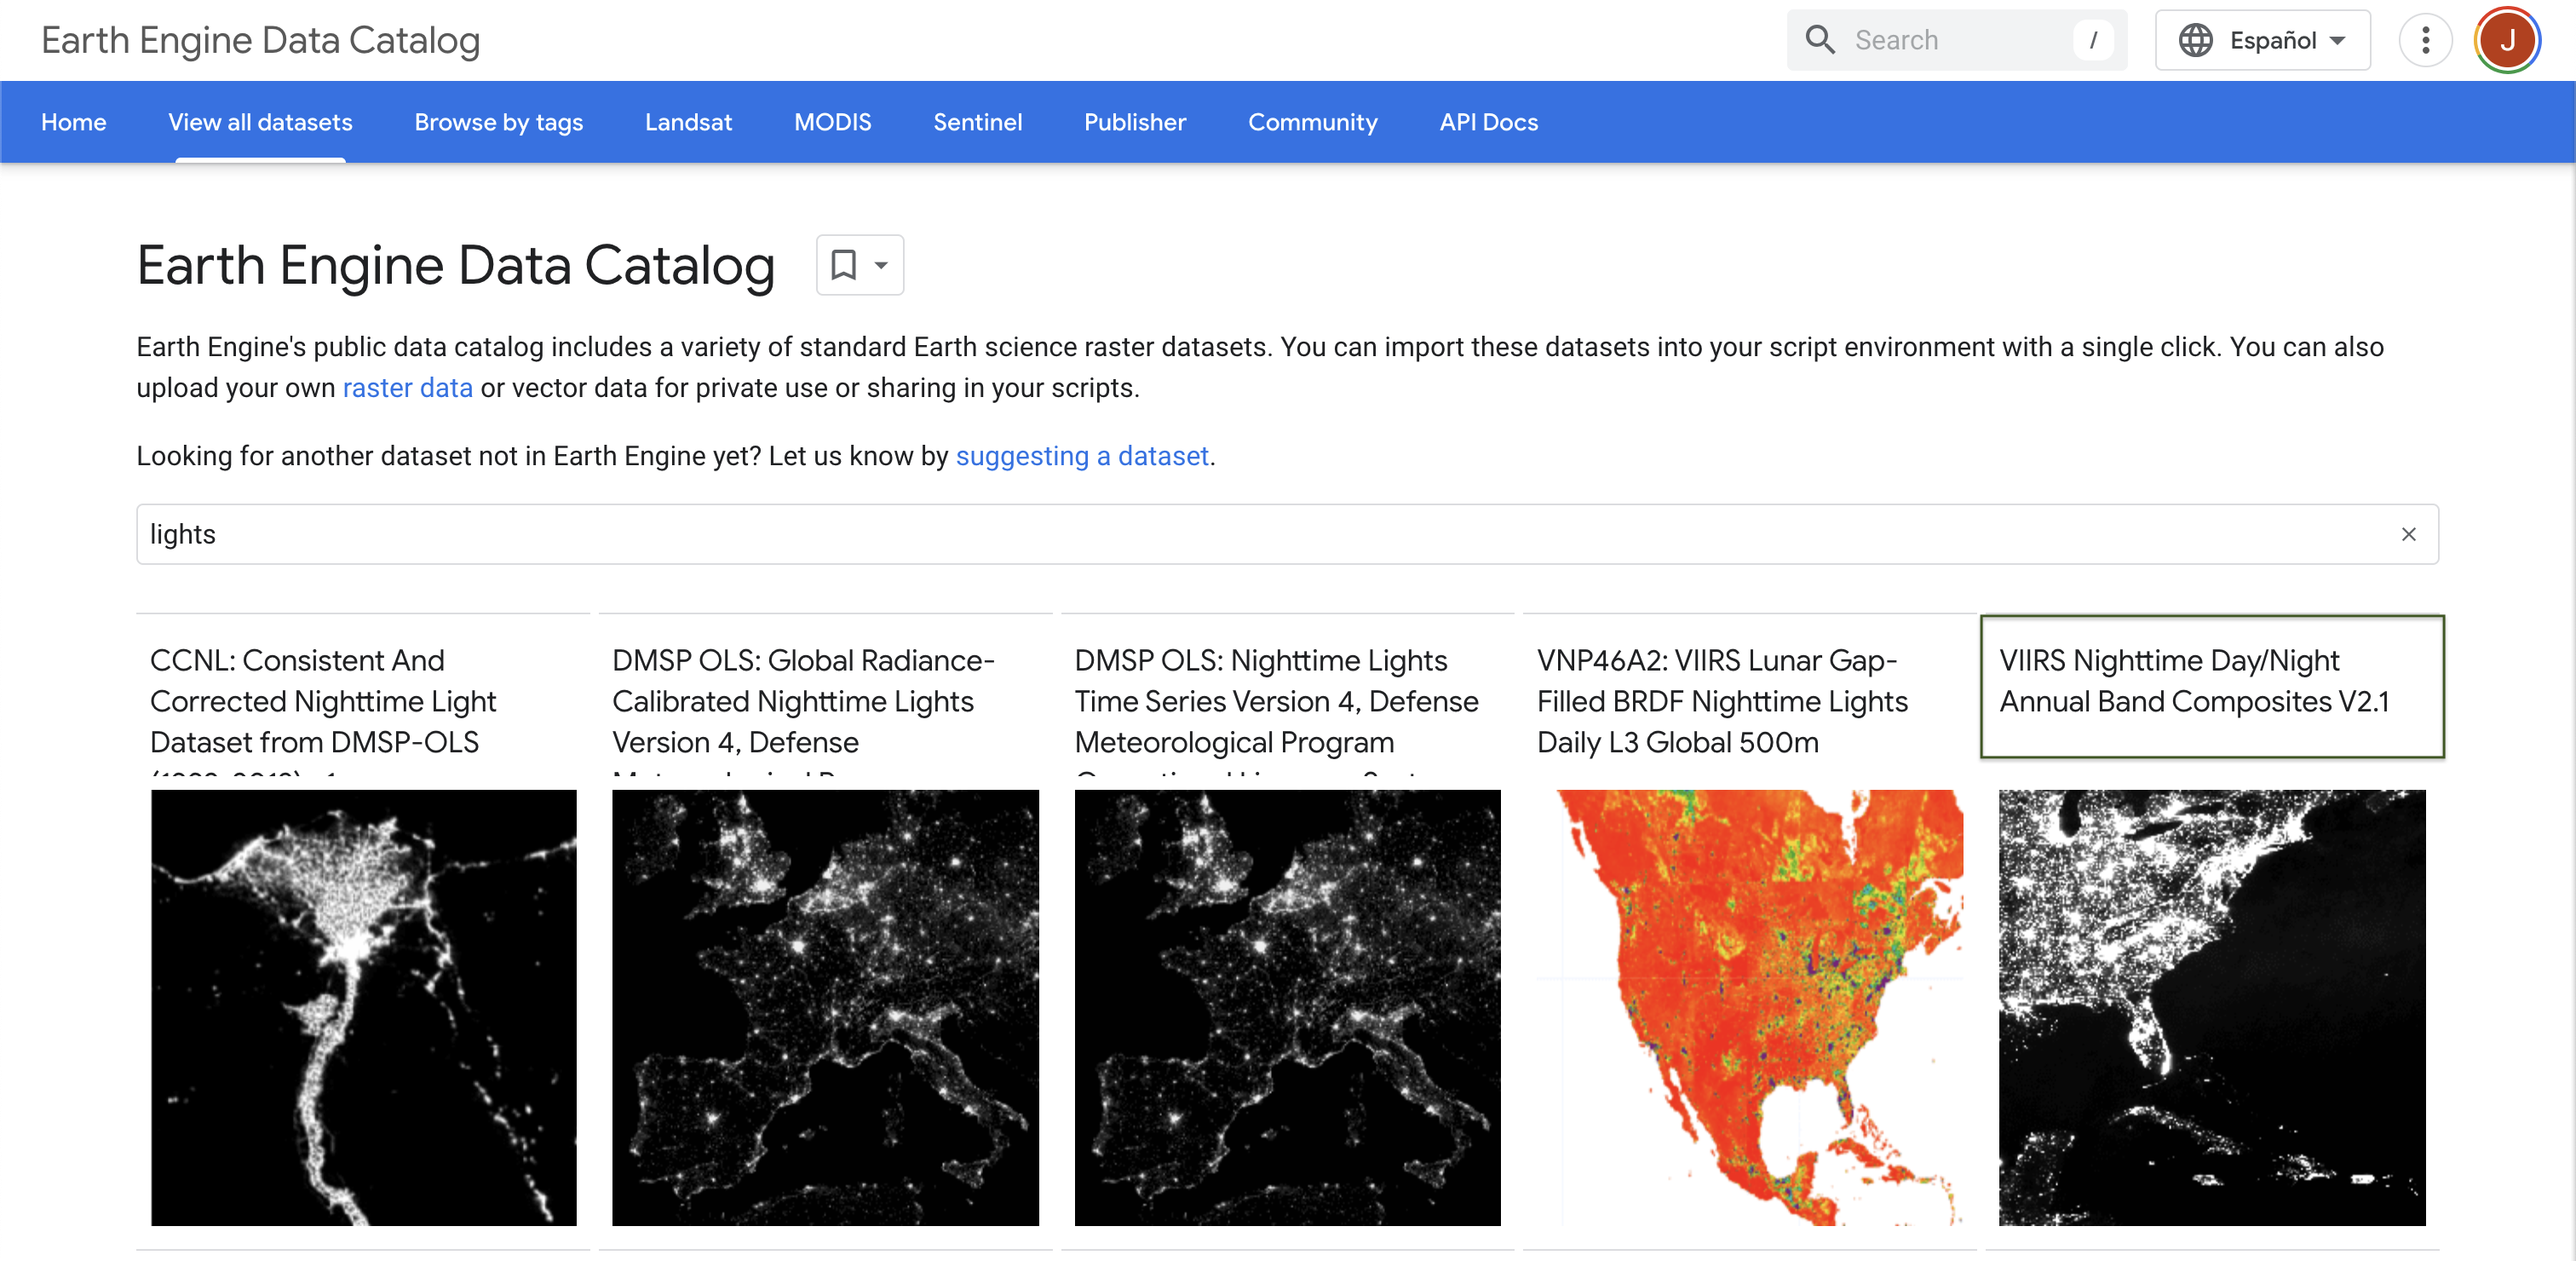 Earth Engine Data Catalog
Search
/
Español
J
Home
View all datasets
Browse by tags
Landsat
MODIS
Sentinel
Publisher
Community
API Docs
Earth Engine Data Catalog
Earth Engine's public data catalog includes a variety of standard Earth science raster datasets. You can import these datasets into your script environment with a single click. You can also
upload your own raster data or vector data for private use or sharing in your scripts.
Looking for another dataset not in Earth Engine yet? Let us know by suggesting a dataset.
lights
CCNL: Consistent And
Corrected Nighttime Light
Dataset from DMSP-OLS
DMSP OLS: Global Radiance-
Calibrated Nighttime Lights
Version 4, Defense
DMSP OLS: Nighttime Lights
Time Series Version 4, Defense
Meteorological Program
VNP46A2: VIIRS Lunar Gap-
Filled BRDF Nighttime Lights
Daily L3 Global 500m
VIIRS Nighttime Day/Night
Annual Band Composites V2.1